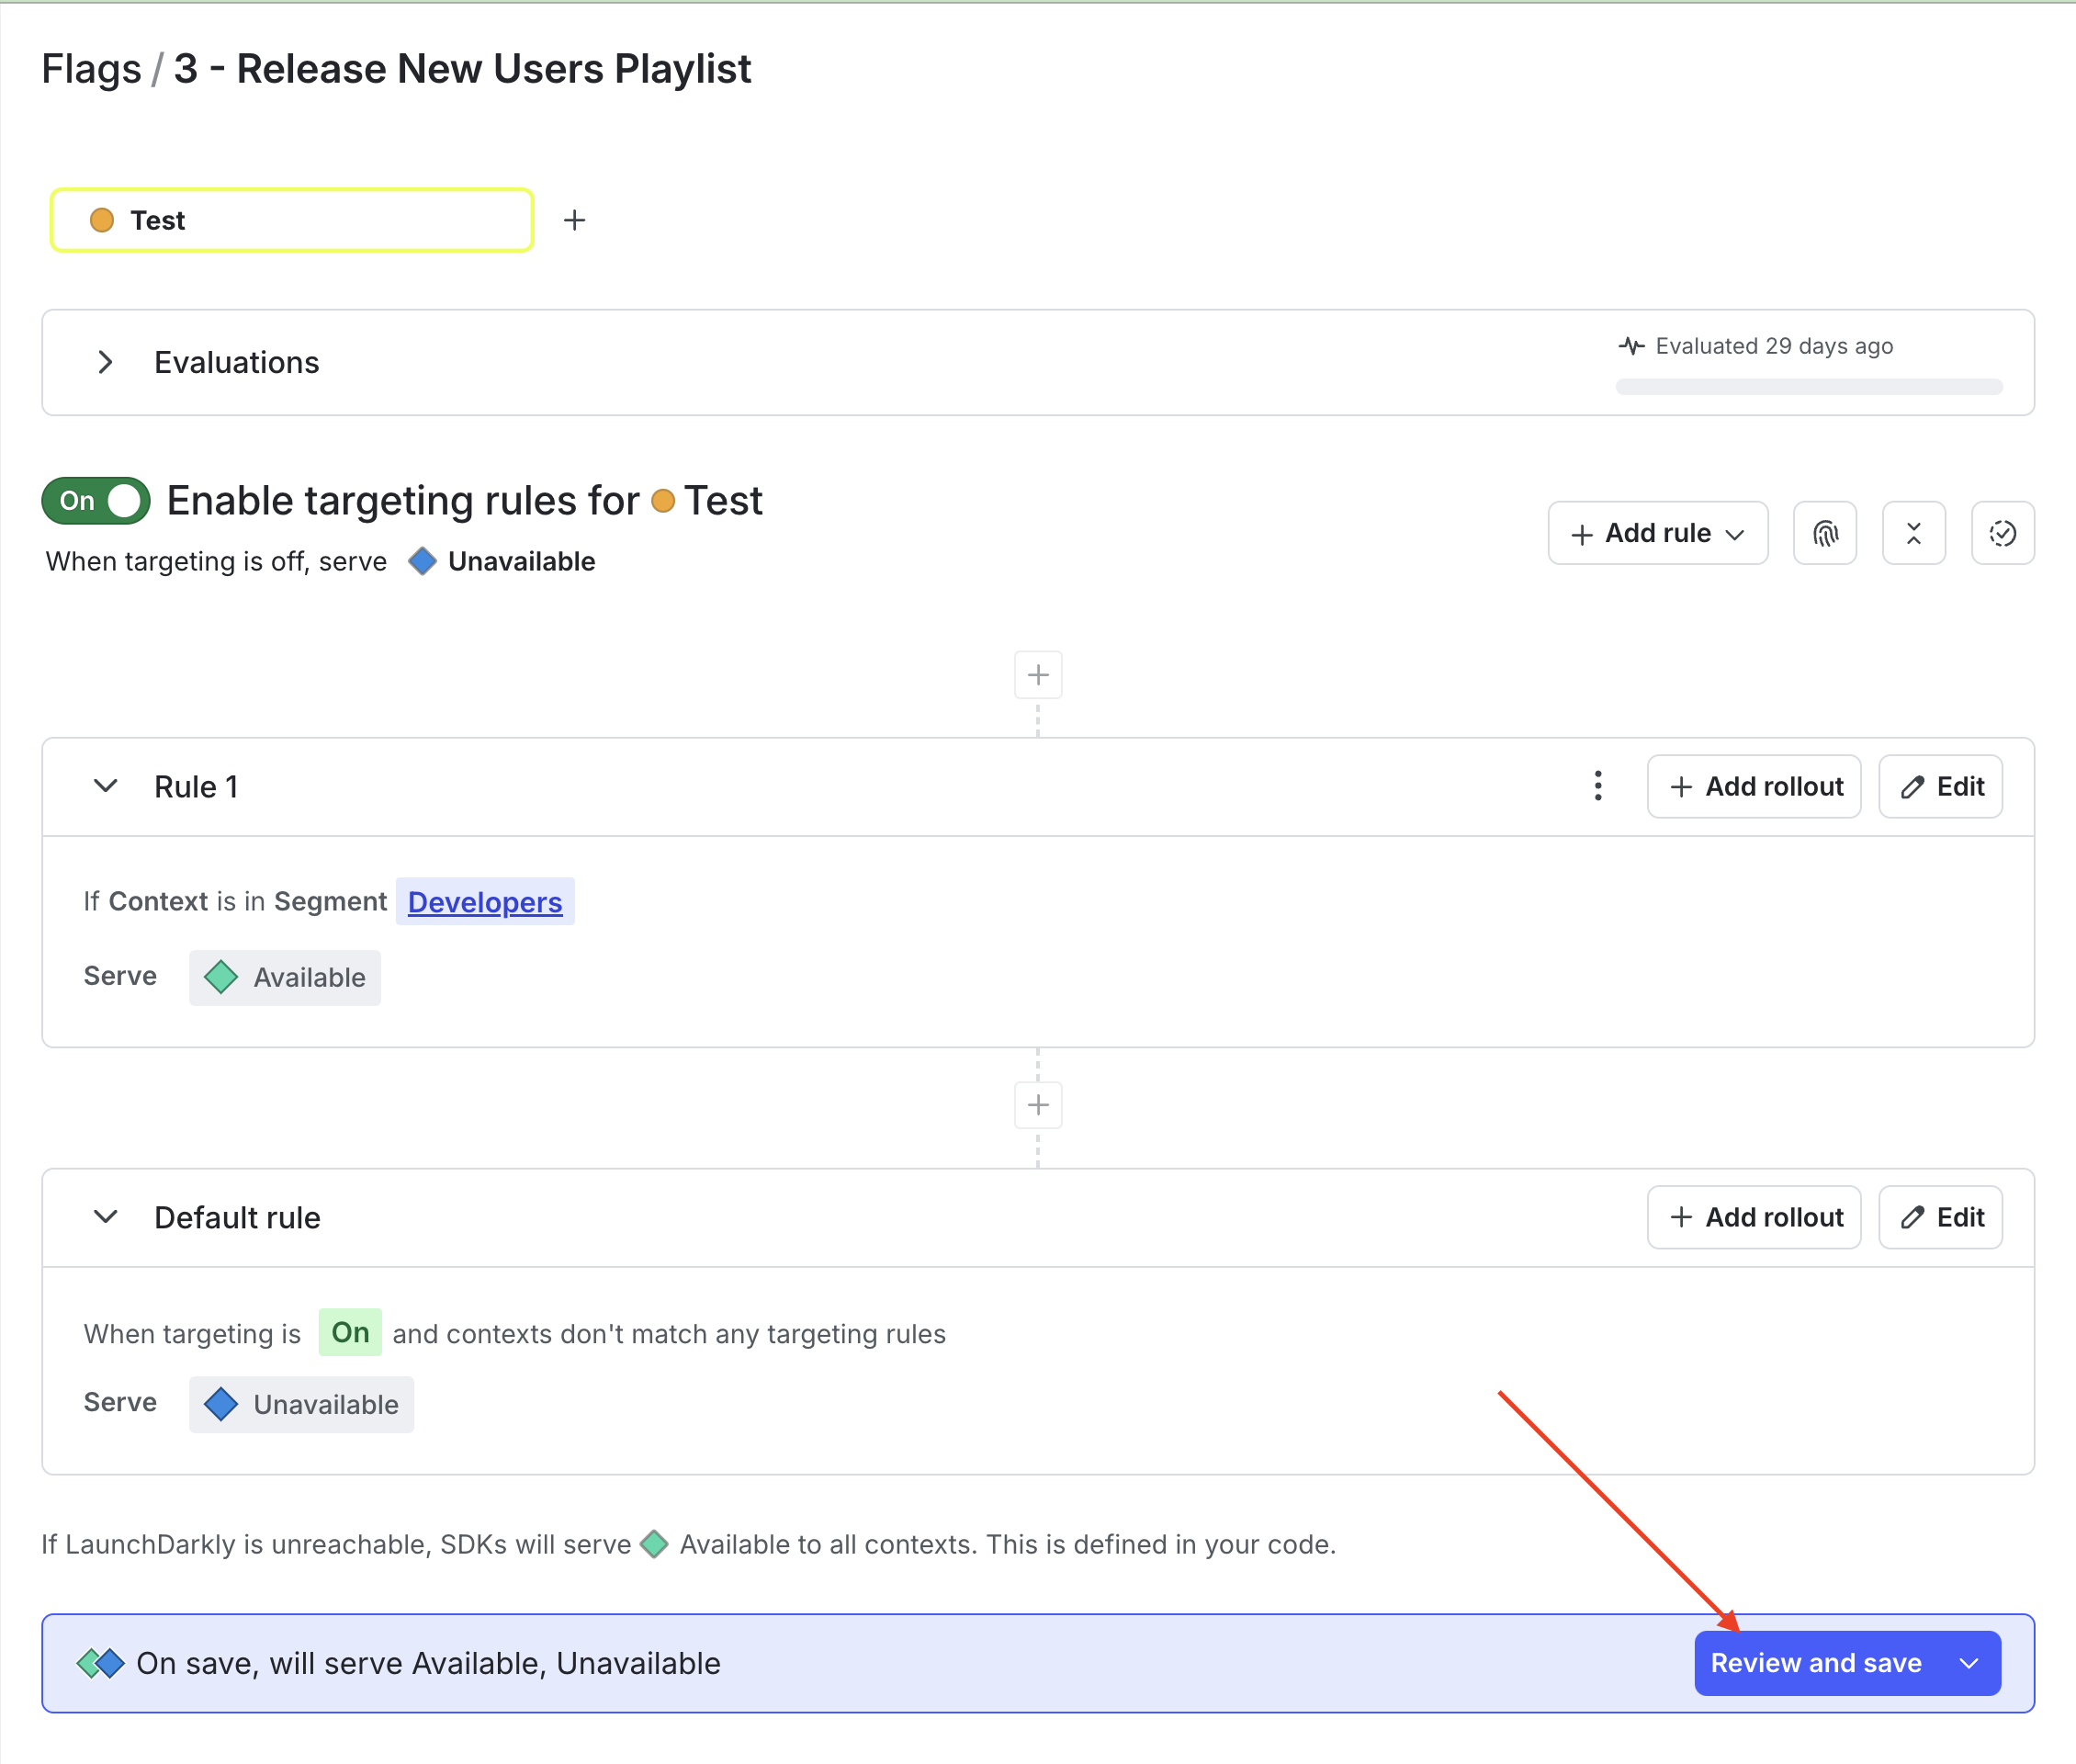 Flags / 3 - Release New Users Playlist
Test
Evaluations
Evaluated 29 days ago
On Enable targeting rules for Test
Add rule
When targeting is off, serve Unavailable
Rule 1
Add rollout
Edit
If Context is in Segment Developers
Serve Available
Default rule
Add rollout
Edit
When targeting is On and contexts don't match any targeting rules
Serve Unavailable
If LaunchDarkly is unreachable, SDKs will serve Available to all contexts. This is defined in your code.
On save, will serve Available, Unavailable
Review and save